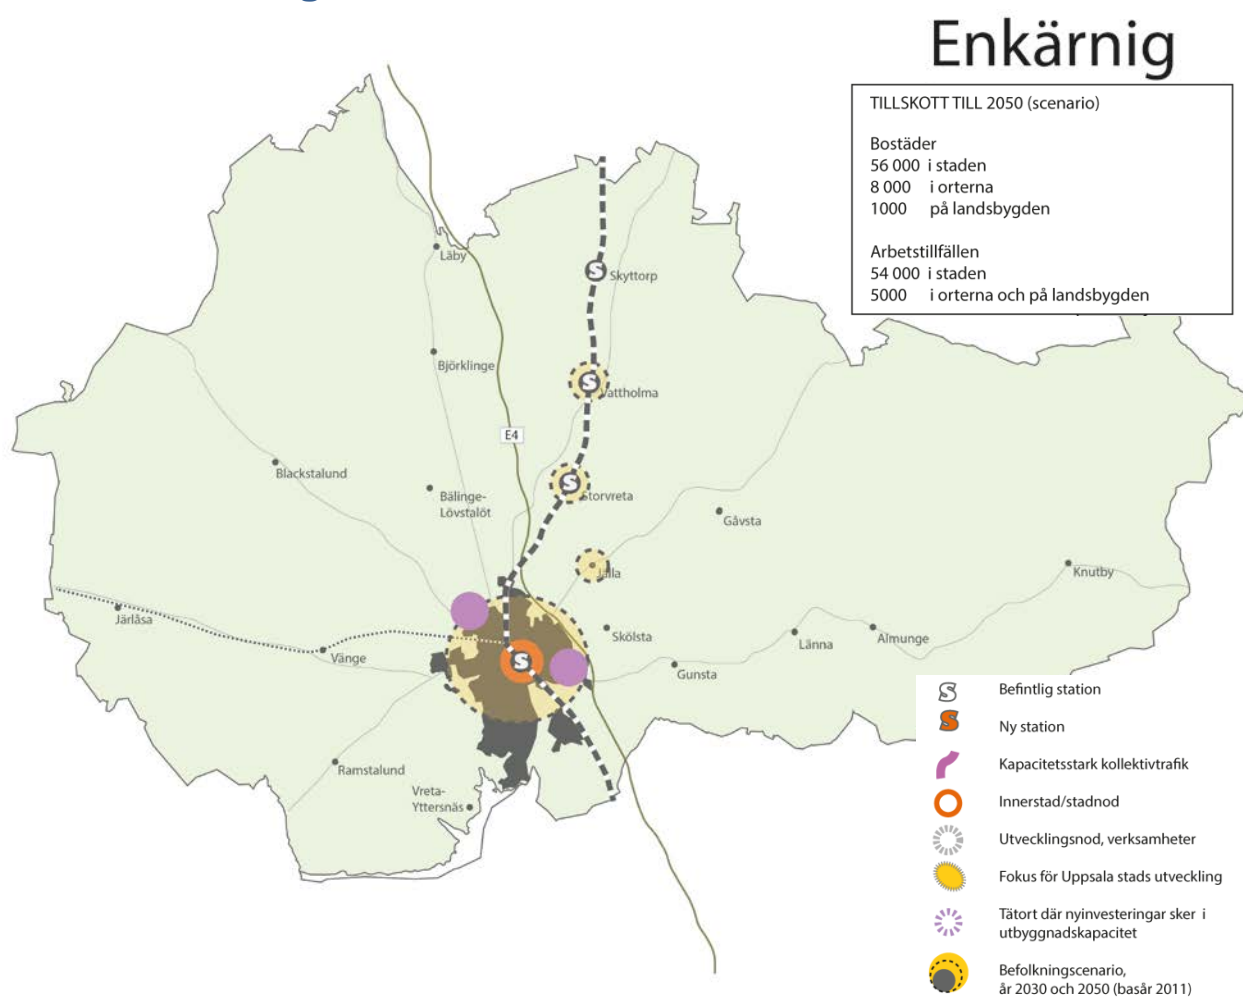 Enkärnig
TILLSKOTT TILL 2050 (scenario)
Bostäder
56 000 i staden
8 000 i orterna
1000 på landsbygden
Arbetstillfällen
54 000 i staden
5000 i orterna och på landsbygden
Läby
S Skyttorp
Björklinge
S Vattholma
E4
Blackstalund
Bälinge-
Lövstalöt
S Storvreta
Gåvsta
Jälla
Knutby
Järlåsa
Skölsta
Länna
Almunge
Vänge
S
Gunsta
Ramstalund
Vreta-
Yttersnäs
S Befintlig station
S Ny station
Kapacitetsstark kollektivtrafik
Innerstad/stadnod
Utvecklingsnod, verksamheter
Fokus för Uppsala stads utveckling
Tätort där nyinvesteringar sker i
utbyggnadskapacitet
Befolkningscenario,
år 2030 och 2050 (basår 2011)